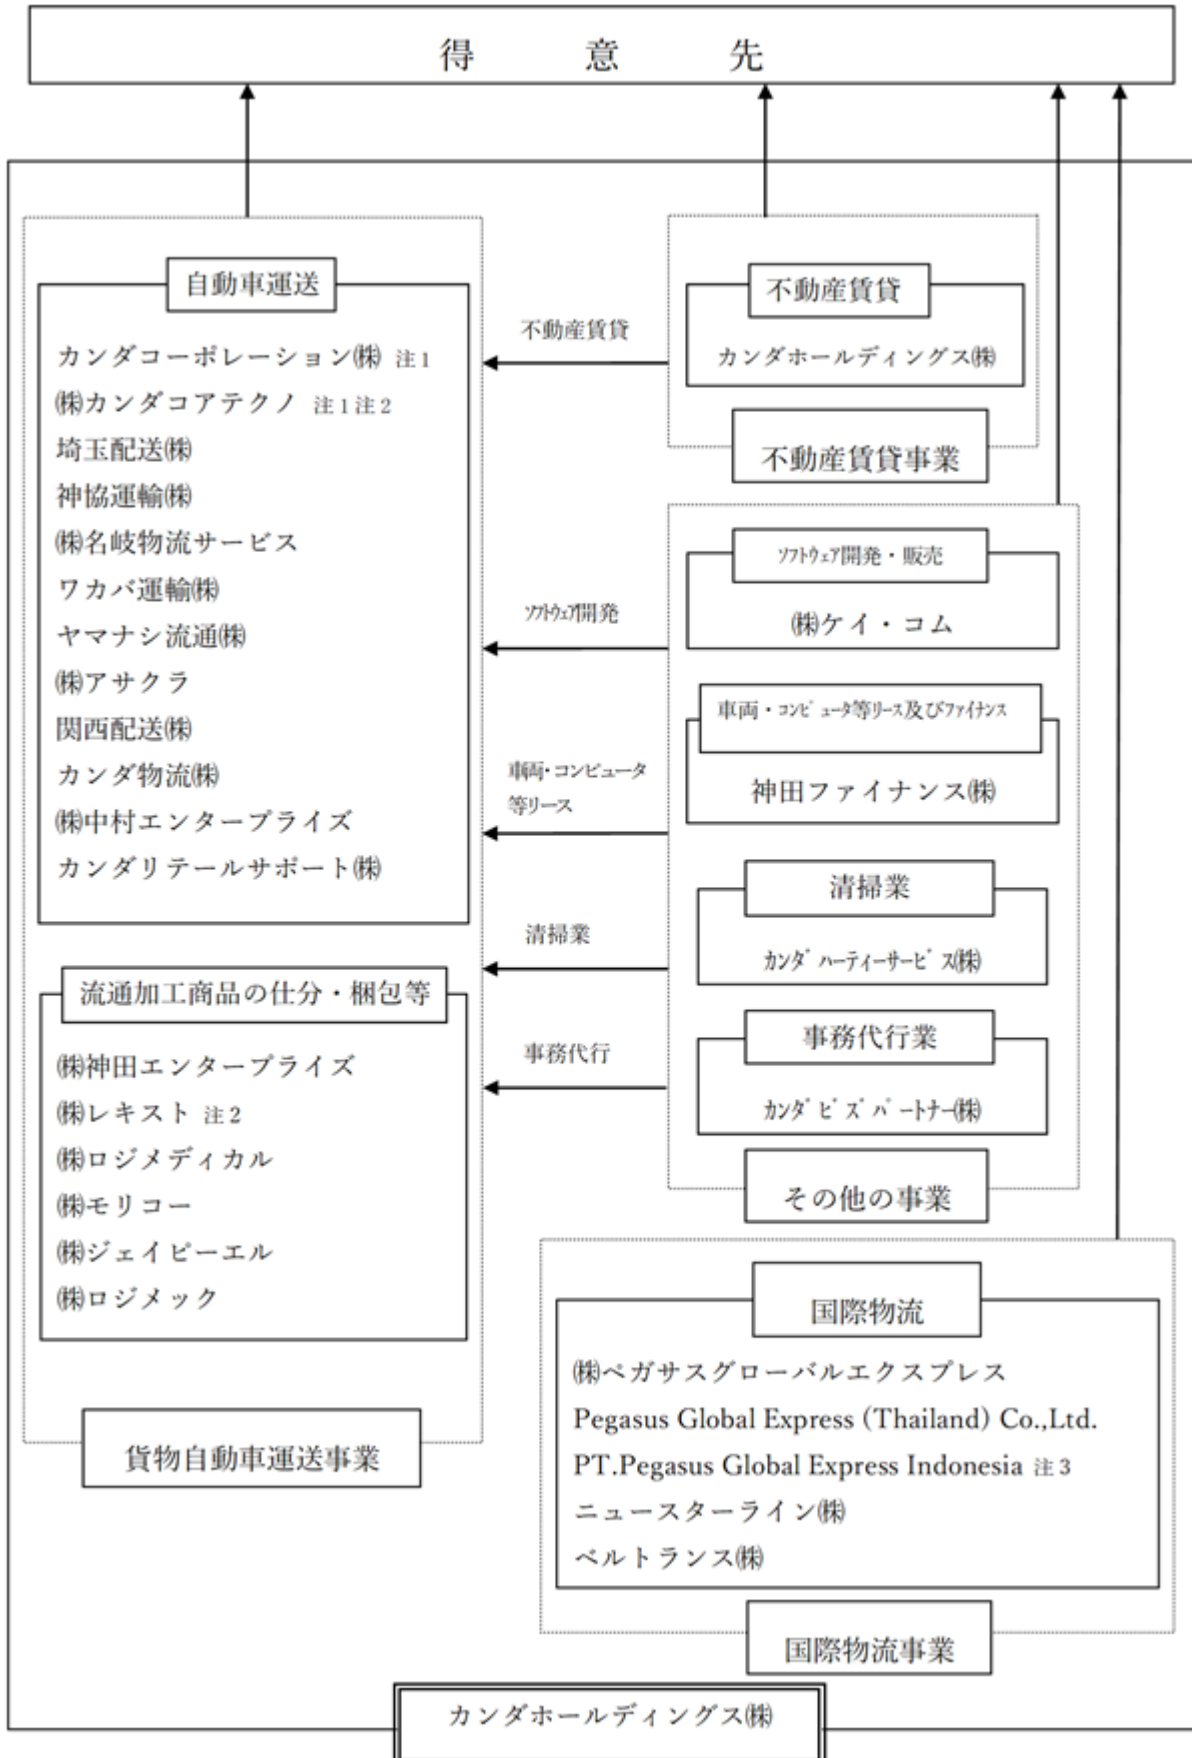 得意先
自動車運送
カンダコーポレーション㈱ 注1
㈱カンダコアテクノ 注1注2
埼玉配送㈱
神協運輸㈱
㈱名岐物流サービス
ワカバ運輸㈱
ヤマナシ流通㈱
㈱アサクラ
関西配送㈱
カンダ物流㈱
㈱中村エンタープライズ
カンダリテールサポート㈱
流通加工商品の仕分・梱包等
㈱神田エンタープライズ
㈱レキスト 注2
㈱ロジメディカル
㈱モリコー
㈱ジェイピーエル
㈱ロジメック
貨物自動車運送事業
不動産賃貸
ソフトウェア開発
車両・コンピュータ
等リース
清掃業
事務代行
不動産賃貸
カンダホールディングス㈱
不動産賃貸事業
ソフトウェア開発・販売
㈱ケイ・コム
車両・コンピュータ等リース及びファイナンス
神田ファイナンス㈱
清掃業
カンダハーティーサービス㈱
事務代行業
カンダビズパートナー㈱
その他の事業
国際物流
㈱ペガサスグローバルエクスプレス
Pegasus Global Express (Thailand) Co.,Ltd.
PT.Pegasus Global Express Indonesia 注3
ニュースターライン㈱
ベルトランス㈱
国際物流事業
カンダホールディングス㈱